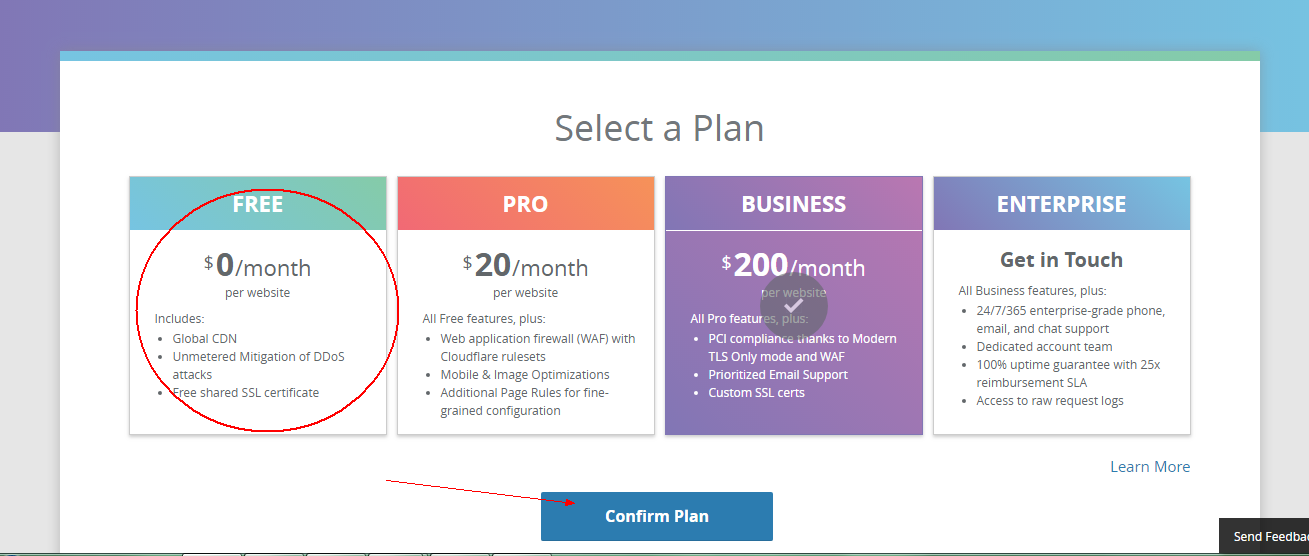 Select a Plan
FREE
$0/month
per website
Includes:
Global CDN
Unmetered Mitigation of DDoS
attacks
Free shared SSL certificate
PRO
$20/month
per website
All Free features, plus:
Web application firewall (WAF) with
Cloudflare rulesets
Mobile & Image Optimizations
Additional Page Rules for fine-
grained configuration
BUSINESS
$200/month
per website
All Pro features, plus:
PCI compliance thanks to Modern
TLS Only mode and WAF
Prioritized Email Support
Custom SSL certs
ENTERPRISE
Get in Touch
All Business features, plus:
24/7/365 enterprise-grade phone,
email, and chat support
Dedicated account team
100% uptime guarantee with 25x
reimbursement SLA
Access to raw request logs
Learn More
Confirm Plan
Send Feedba